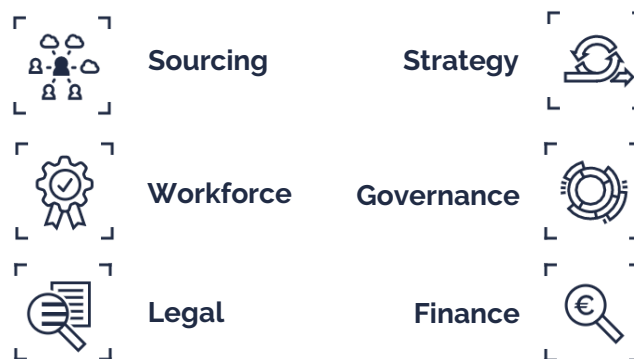 Sourcing
Strategy
Workforce
Governance
Legal
Finance
€